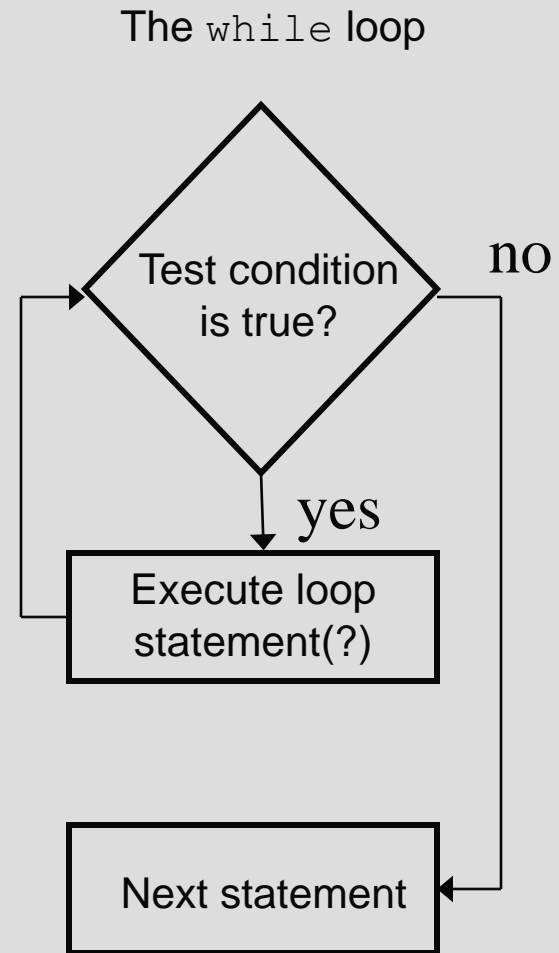 The while loop
Test condition
is true?
no
yes
Execute loop
statement(?)
Next statement